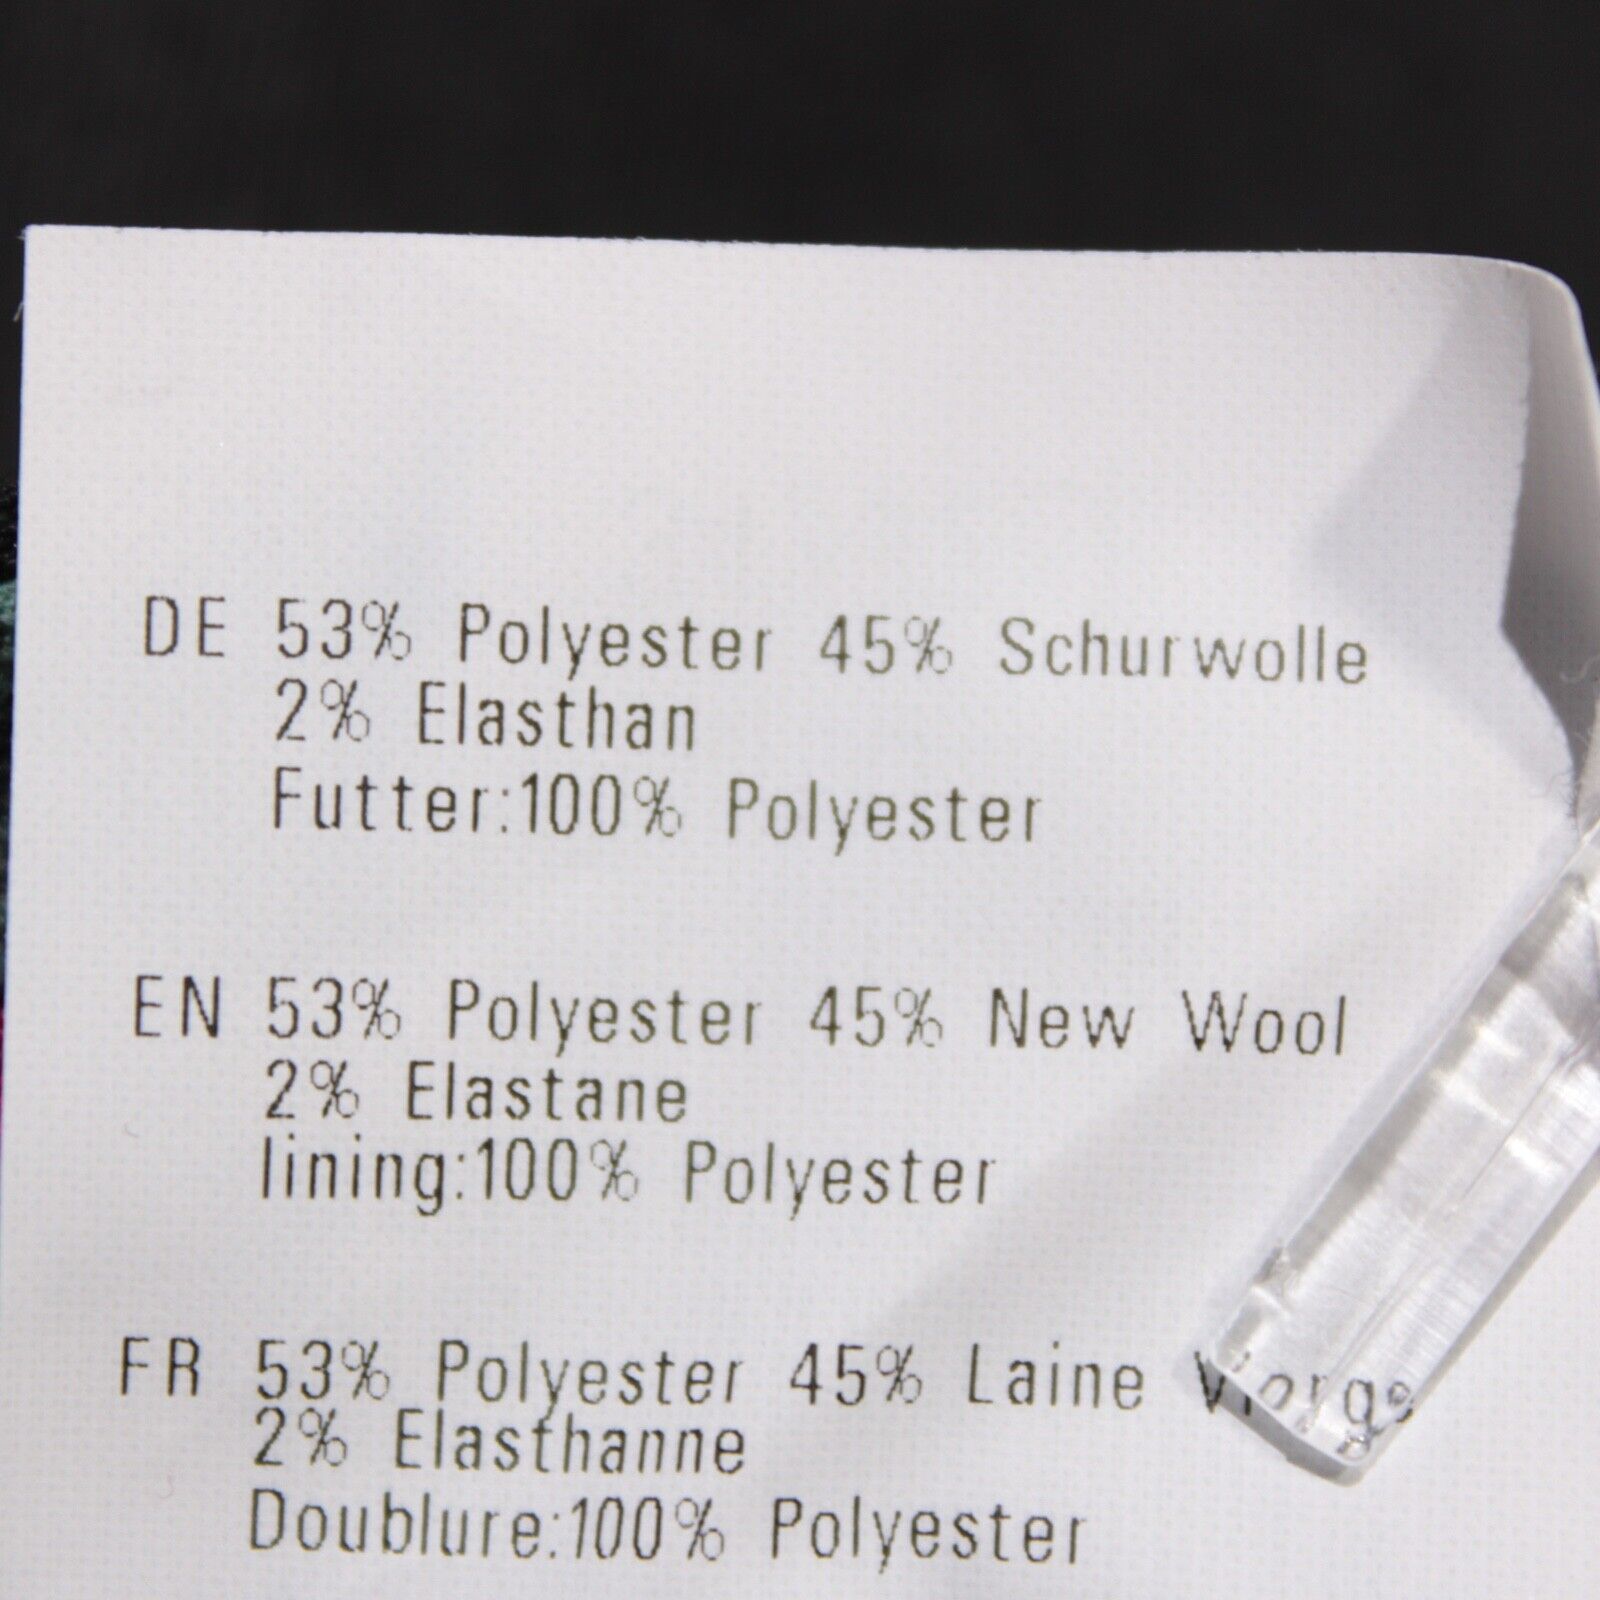 DE 53% Polyester 45% Schurwolle
2% Elasthan
Futter:100% Polyester
EN 53% Polyester 45% New Wool
2% Elastane
lining:100% Polyester
FR 53% Polyester 45% Laine Vierge
2% Elasthanne
Doublure:100% Polyester